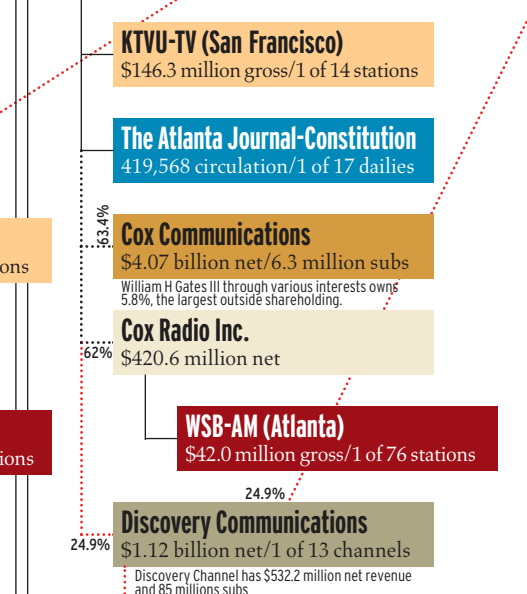 KTVU-TV (San Francisco)
$146.3 million gross/1 of 14 stations
The Atlanta Journal-Constitution
419,568 circulation/1 of 17 dailies
63.4%
Cox Communications
$4.07 billion net/6.3 million subs
ons
William H Gates III through various interests owns
5.8%, the largest outside shareholding.
62%
Cox Radio Inc.
$420.6 million net
WSB-AM (Atlanta)
$42.0 million gross/1 of 76 stations
ions
24.9%
24.9%
Discovery Communications
$1.12 billion net/1 of 13 channels
Discovery Channel has $532.2 million net revenue
and 85 millions subs